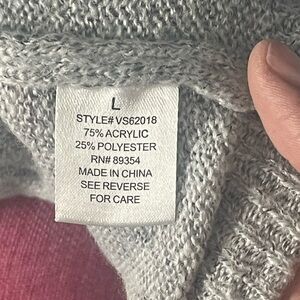 L
STYLE# VS62018
75% ACRYLIC
25% POLYESTER
RN# 89354
MADE IN CHINA
SEE REVERSE
FOR CARE